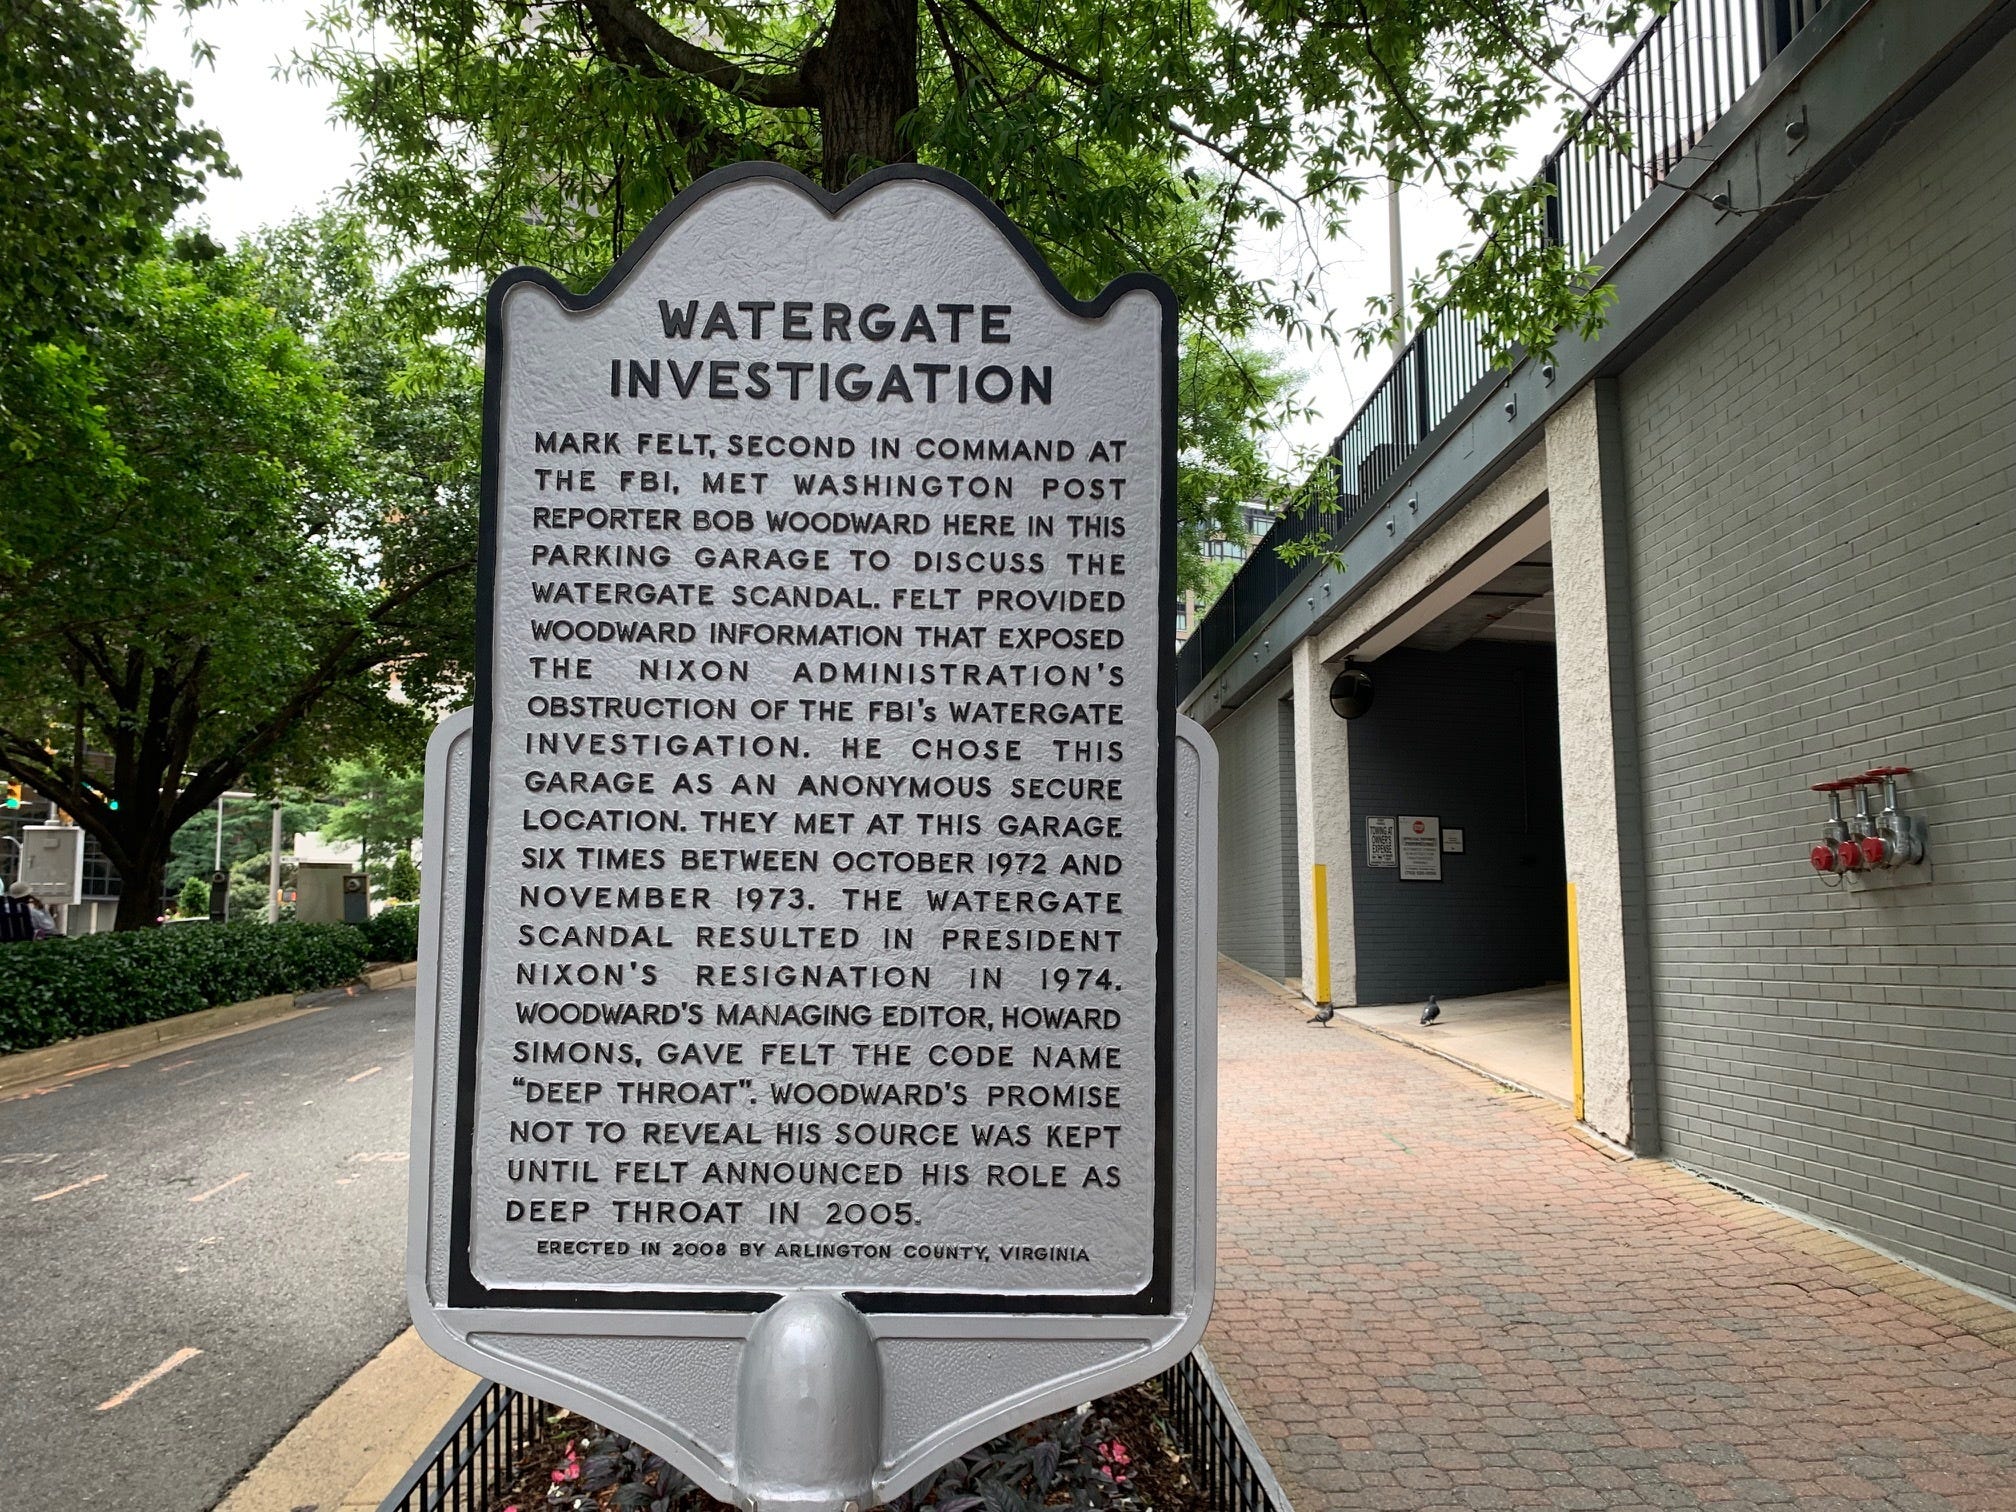 WATERGATE
INVESTIGATION
MARK FELT, SECOND IN COMMAND AT
THE FBI, MET WASHINGTON POST
REPORTER BOB WOODWARD HERE IN THIS
PARKING GARAGE TO DISCUSS THE
WATERGATE SCANDAL. FELT PROVIDED
WOODWARD INFORMATION THAT EXPOSED
THE NIXON ADMINISTRATION'S
OBSTRUCTION OF THE FBI's WATERGATE
INVESTIGATION. HE CHOSE THIS
GARAGE AS AN ANONYMOUS SECURE
LOCATION. THEY MET AT THIS GARAGE
SIX TIMES BETWEEN OCTOBER 1972 AND
NOVEMBER 1973. THE WATERGATE
SCANDAL RESULTED IN PRESIDENT
NIXON'S RESIGNATION IN 1974.
WOODWARD'S MANAGING EDITOR, HOWARD
SIMONS, GAVE FELT THE CODE NAME
"DEEP THROAT". WOODWARD'S PROMISE
NOT TO REVEAL HIS SOURCE WAS KEPT
UNTIL FELT ANNOUNCED HIS ROLE AS
DEEP THROAT IN 2005.
ERECTED IN 2008 BY ARLINGTON COUNTY, VIRGINIA
TOWING AT
OWNER'S
EXPENSE
STOP